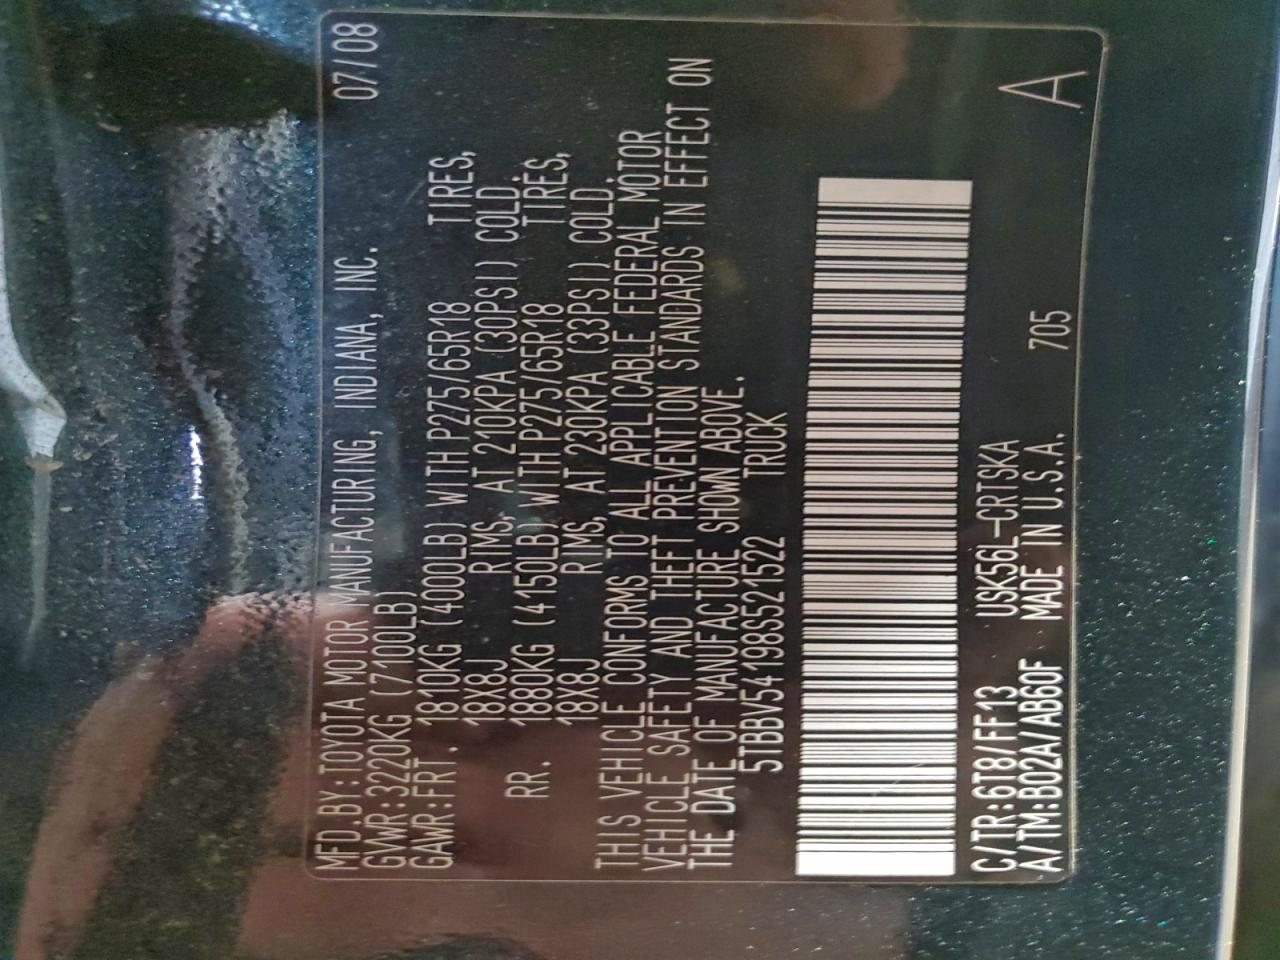 MFD.BY:TOYOTA MOTOR MANUFACTURING, INDIANA, INC. 07/08
GVWR:3220KG (7100LB)
GAWR:FRT. 1810KG (4000LB) WITH P275/65R18 TIRES,
18X8J RIMS, AT 210KPA (30PSI) COLD.
RR. 1880KG (4150LB) WITH P275/65R18 TIRES,
18X8J RIMS, AT 230KPA (33PSI) COLD.
THIS VEHICLE CONFORMS TO ALL APPLICABLE FEDERAL MOTOR
VEHICLE SAFETY AND THEFT PREVENTION STANDARDS IN EFFECT ON
THE DATE OF MANUFACTURE SHOWN ABOVE.
5TBBV54198S521522 TRUCK
C/TR:6T8/FF13 USK56L-CRTSKA
A/TM:B02A/AB60F MADE IN U.S.A. 705
A